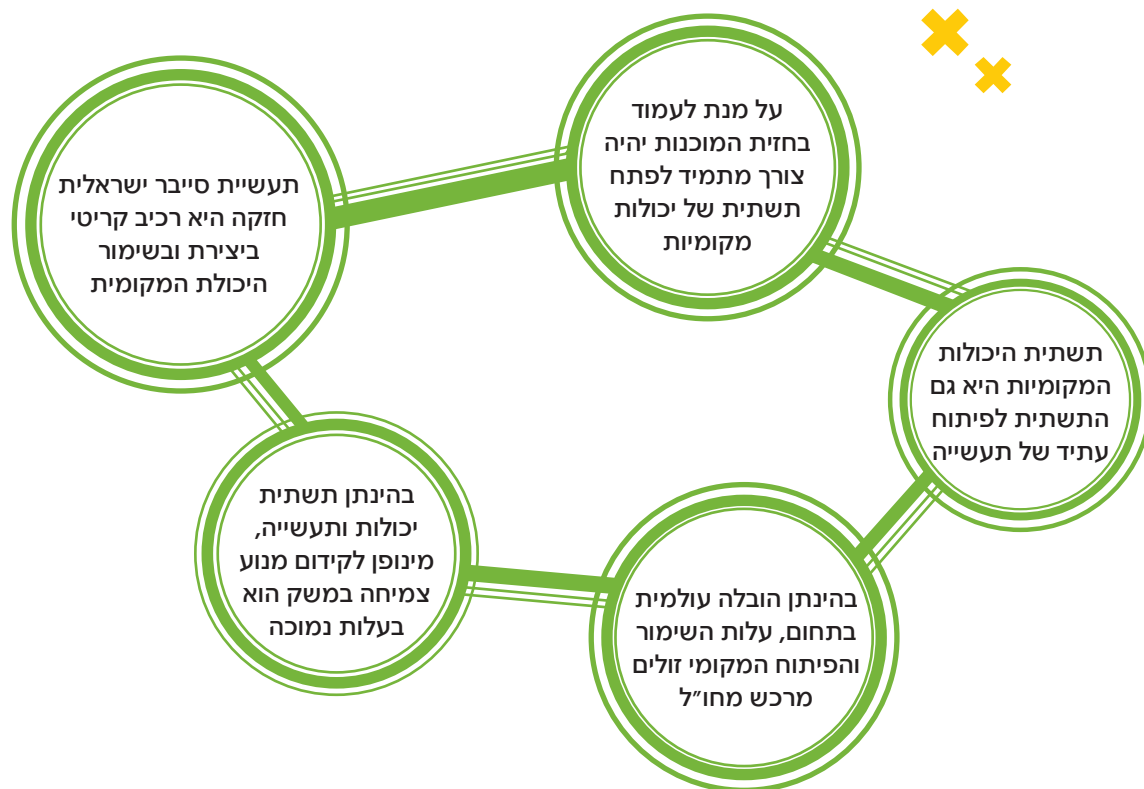 על מנת לעמוד
בחזית המוכנות יהיה
צורך מתמיד לפתח
תשתית של יכולות
מקומיות
תשתית היכולות
המקומיות היא גם
התשתית לפיתוח
עתיד של תעשייה
בהינתן הובלה עולמית
בתחום, עלות השימור
והפיתוח המקומי זולים
מרכש מחו״ל
בהינתן תשתית
יכולות ותעשייה,
מינופן לקידום מנוע
צמיחה במשק הוא
בעלות נמוכה
תעשיית סייבר ישראלית
חזקה היא רכיב קריטי
ביצירת ובשימור
היכולת המקומית